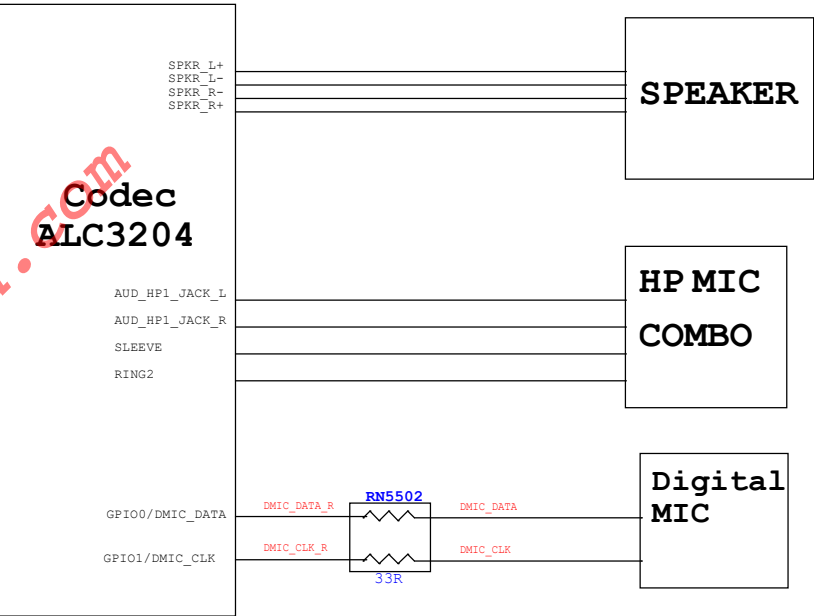 SPKR_L+
SPKR_L-
SPKR_R-
SPKR_R+
SPEAKER
Codec
ALC3204
.com
AUD_HP1_JACK_L
AUD_HP1_JACK_R
SLEEVE
RING2
HP MIC
COMBO
GPIO0/DMIC_DATA
GPIO1/DMIC_CLK
DMIC_DATA_R
DMIC_CLK_R
RN5502
33R
DMIC_DATA
DMIC_CLK
Digital
MIC